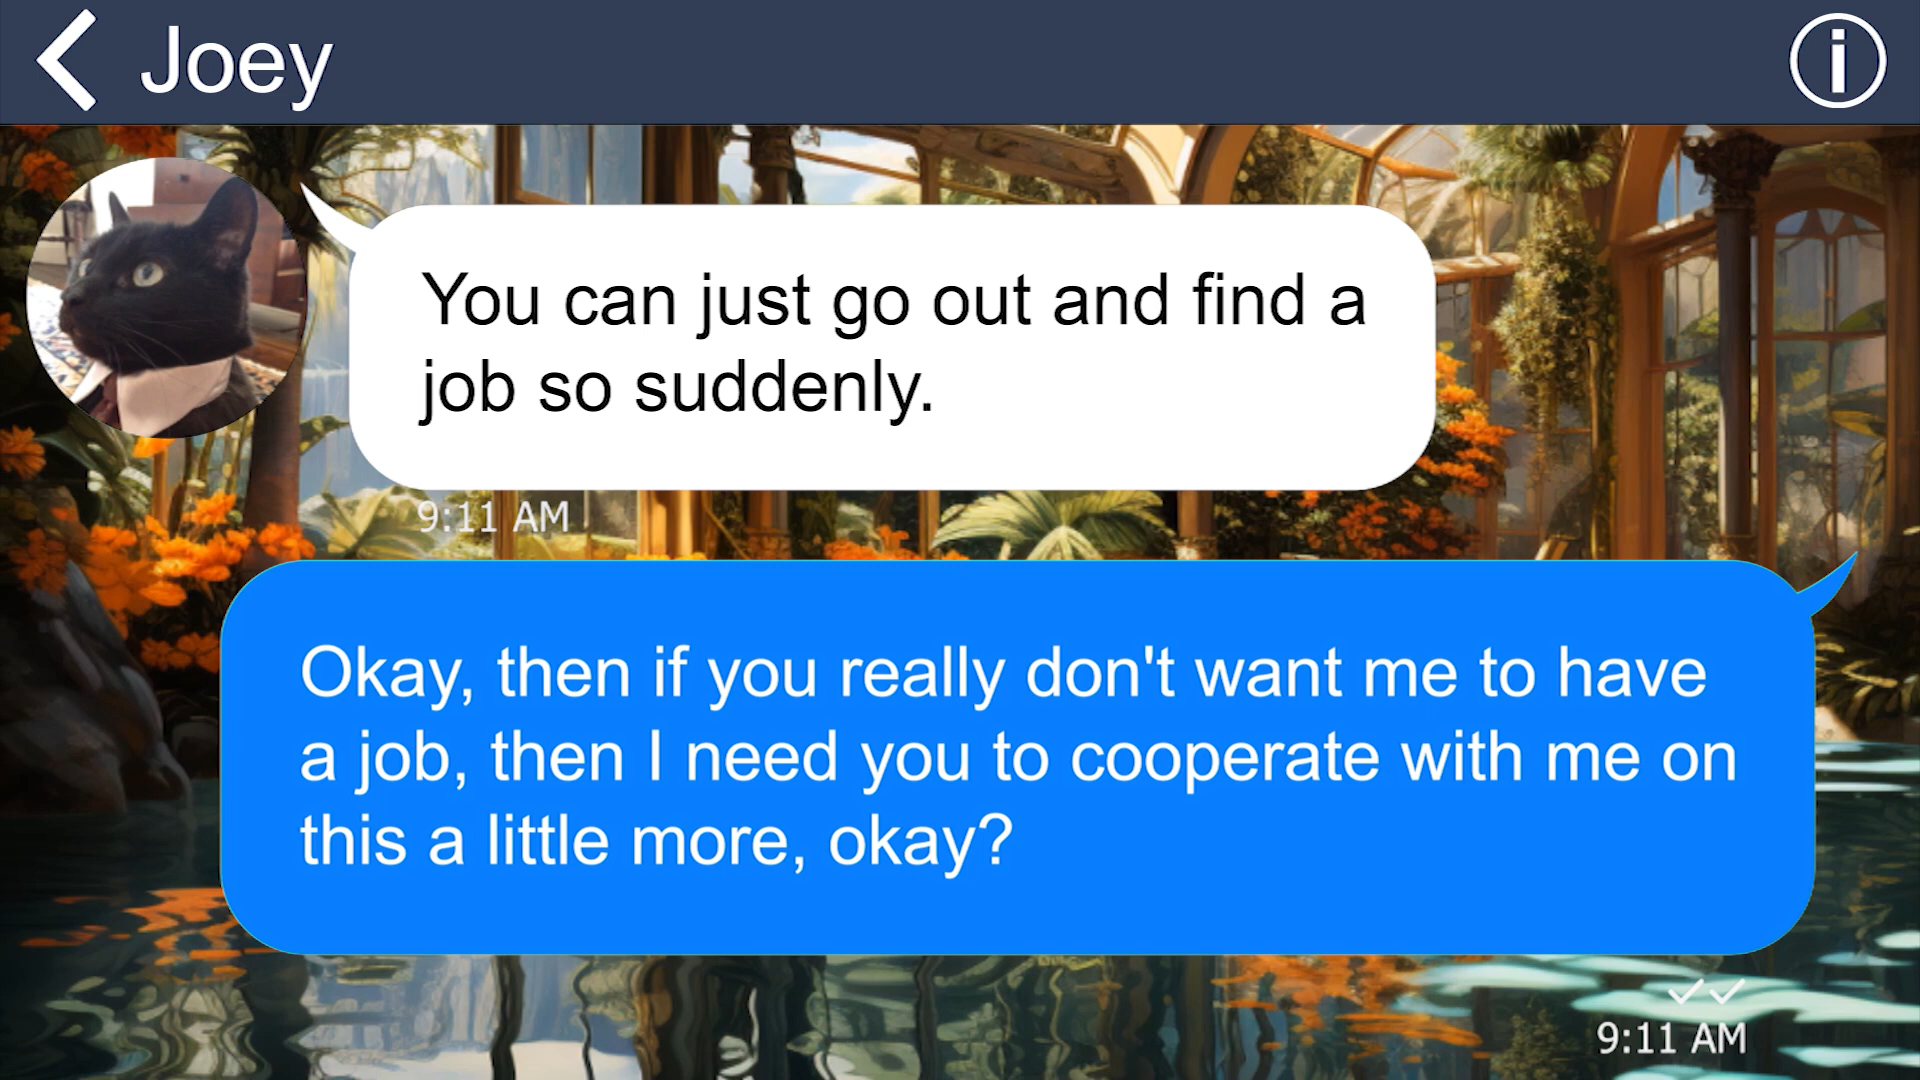 Joey
You can just go out and find a
job so suddenly.
9:11 AM
Okay, then if you really don't want me to have
a job, then I need you to cooperate with me on
this a little more, okay?
9:11 AM